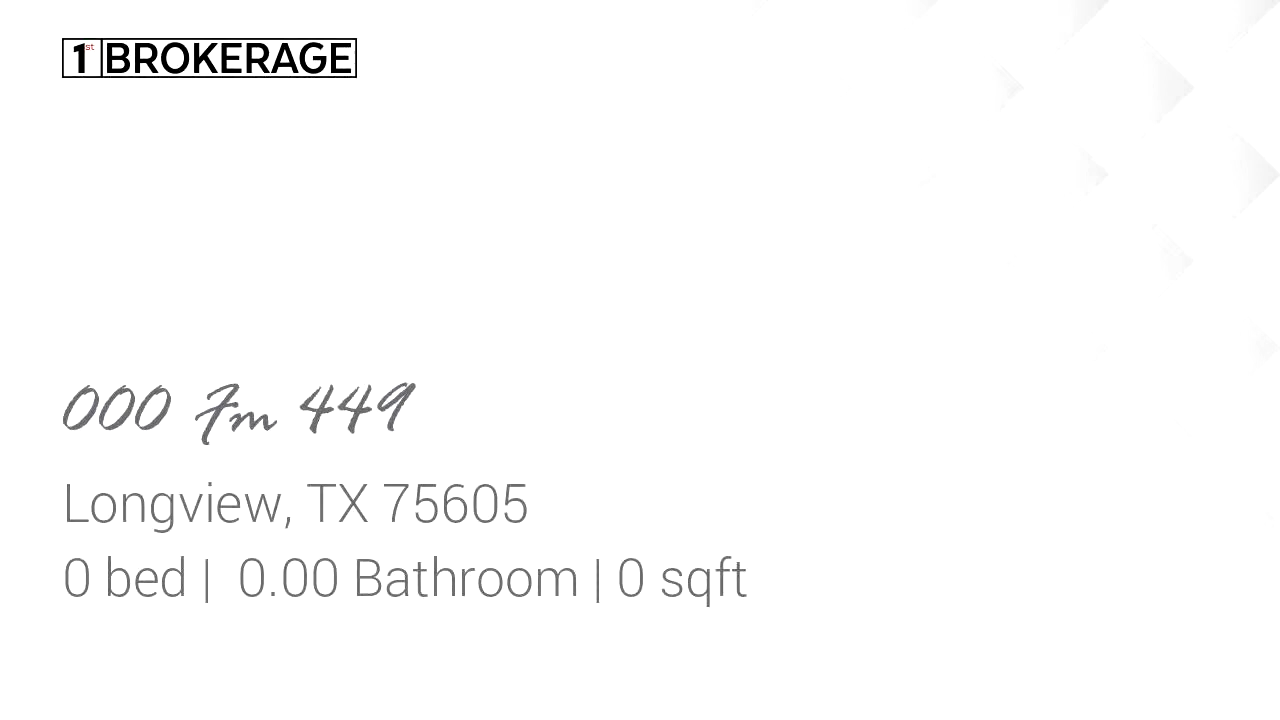 1st BROKERAGE
000 Fm 449
Longview, TX 75605
0 bed | 0.00 Bathroom | 0 sqft